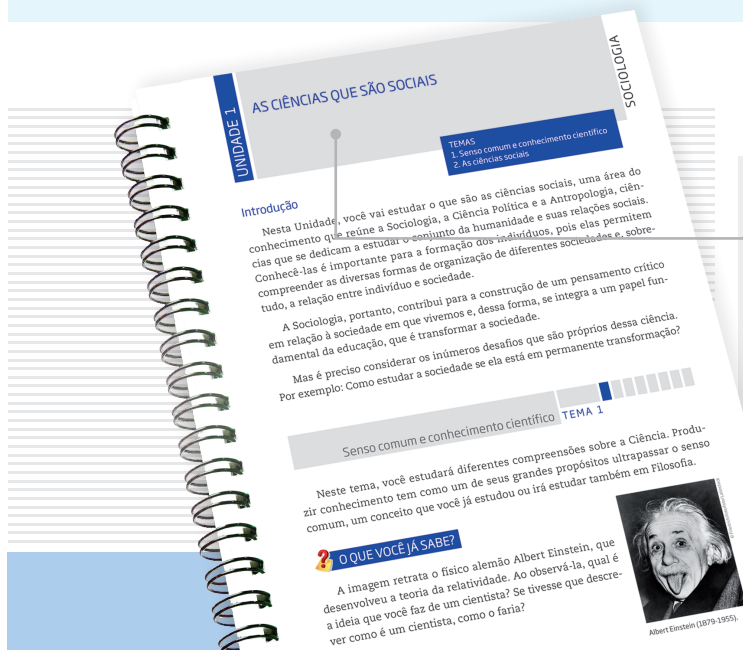 SOCIOLOGIA
UNIDADE 1
AS CIÊNCIAS QUE SÃO SOCIAIS
TEMAS
1. Senso comum e conhecimento científico
2. As ciências sociais
Introdução
Nesta Unidade, você vai estudar o que são as ciências sociais, uma área do
conhecimento que reúne a Sociologia, a Ciência Política e a Antropologia, ciên-
cias que se dedicam a estudar o conjunto da humanidade e suas relações sociais.
Conhecê-las é importante para a formação dos indivíduos, pois elas permitem
compreender as diversas formas de organização de diferentes sociedades e, sobre-
tudo, a relação entre indivíduo e sociedade.
A Sociologia, portanto, contribui para a construção de um pensamento crítico
em relação à sociedade em que vivemos e, dessa forma, se integra a um papel fun-
damental da educação, que é transformar a sociedade.
Mas é preciso considerar os inúmeros desafios que são próprios dessa ciência.
Por exemplo: Como estudar a sociedade se ela está em permanente transformação?
Senso comum e conhecimento científico TEMA 1
Neste tema, você estudará diferentes compreensões sobre a Ciência. Produ-
zir conhecimento tem como um de seus grandes propósitos ultrapassar o senso
comum, um conceito que você já estudou ou irá estudar também em Filosofia.
O QUE VOCÊ JÁ SABE?
A imagem retrata o físico alemão Albert Einstein, que
desenvolveu a teoria da relatividade. Ao observá-la, qual é
a ideia que você faz de um cientista? Se tivesse que descre-
ver como é um cientista, como o faria?
Albert Einstein (1879-1955).